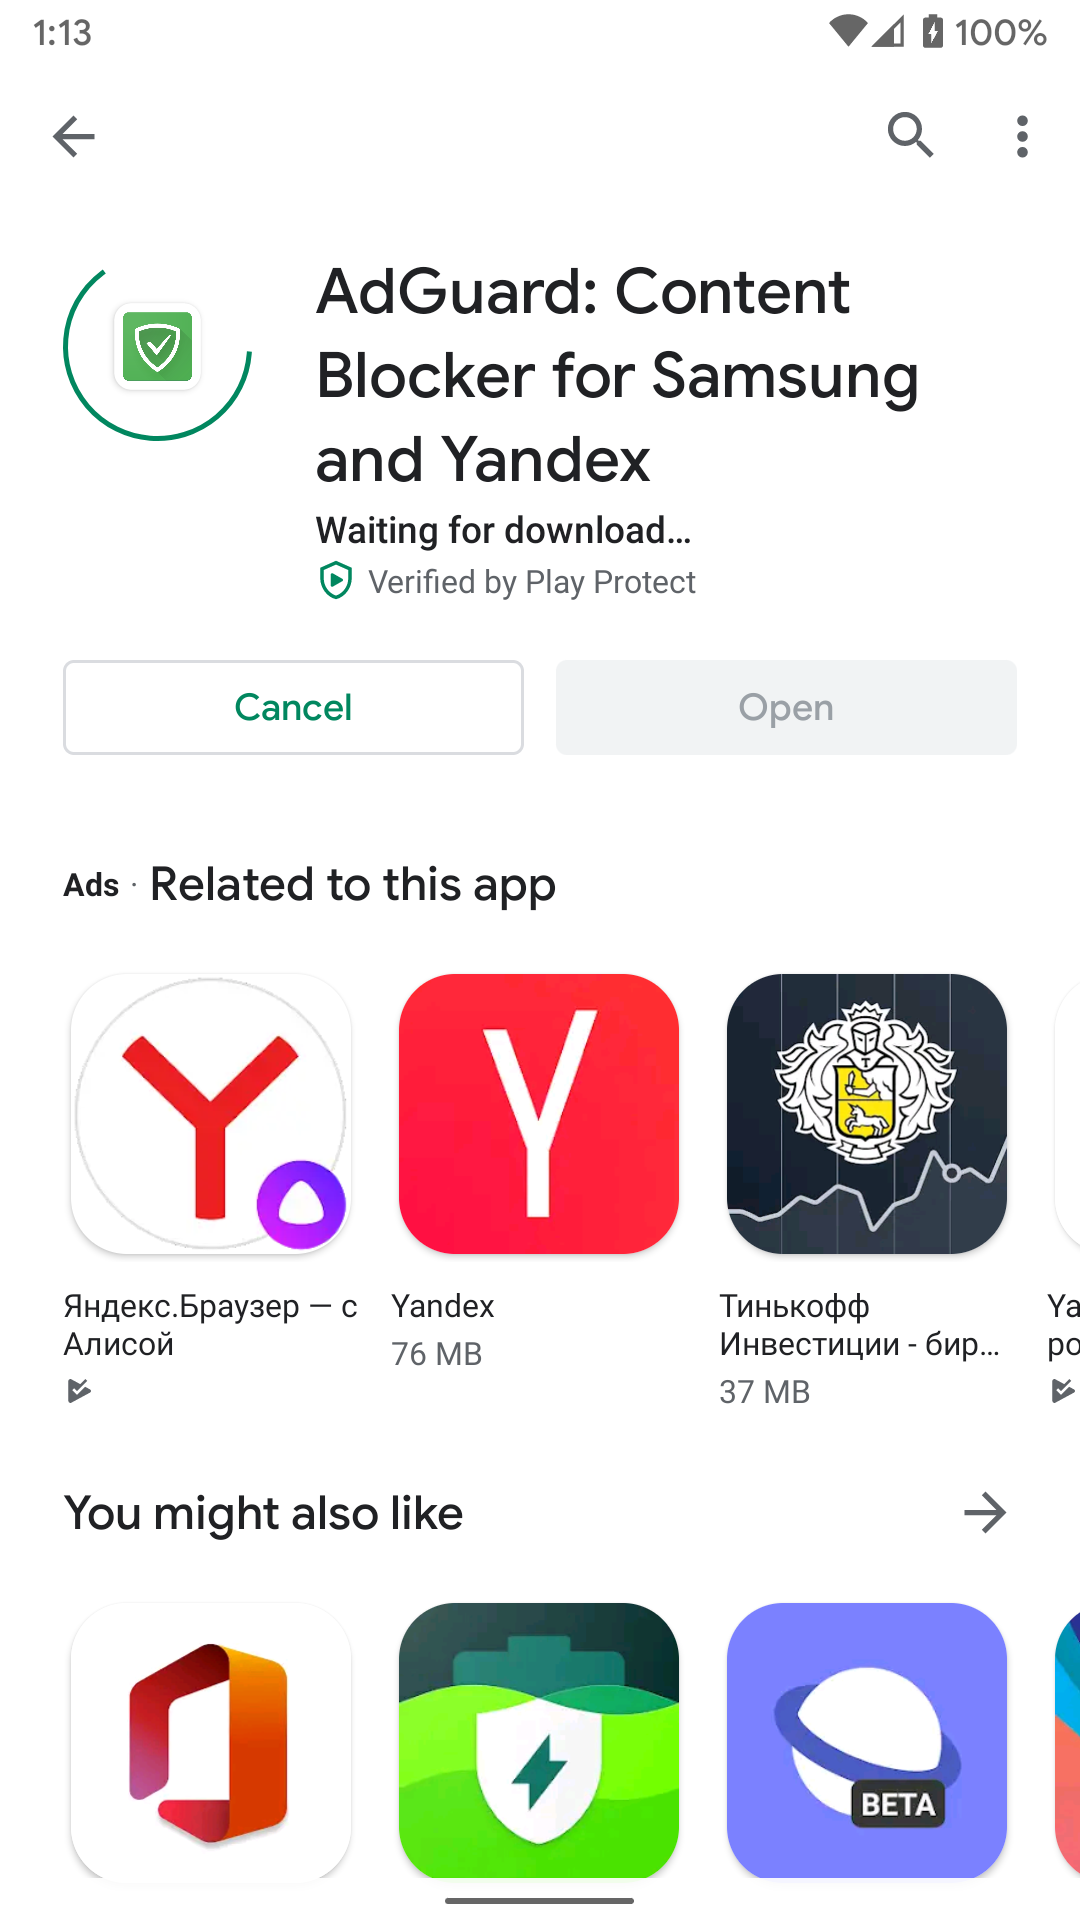 1:13
100%
AdGuard: Content
Blocker for Samsung
and Yandex
Waiting for download...
Verified by Play Protect
Cancel
Open
Ads · Related to this app
Яндекс.Браузер — с
Алисой
Yandex
76 MB
Тинькофф
Инвестиции - бир...
37 MB
Ya
ро
You might also like
BETA